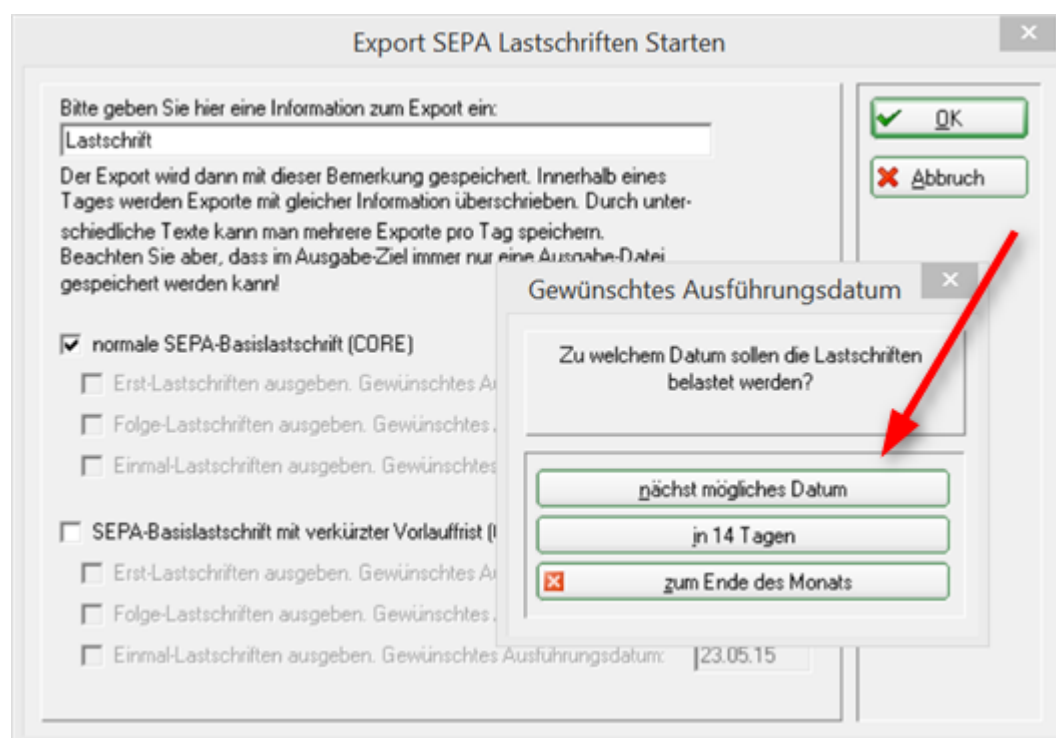 Export SEPA Lastschriften Starten
Bitte geben Sie hier eine Information zum Export ein:
Lastschrift
Der Export wird dann mit dieser Bemerkung gespeichert. Innerhalb eines
Tages werden Exporte mit gleicher Information überschrieben. Durch unter-
schiedliche Texte kann man mehrere Exporte pro Tag speichern.
Beachten Sie aber, dass im Ausgabe-Ziel immer nur eine Ausgabe-Datei
gespeichert werden kann!
normale SEPA-Basislastschrift (CORE)
Erst-Lastschriften ausgeben. Gewünschtes
Folge-Lastschriften ausgeben. Gewünschtes
Einmal-Lastschriften ausgeben. Gewünschtes
SEPA-Basislastschrift mit verkürzter Vorlauffrist
Erst-Lastschriften ausgeben. Gewünschtes
Folge-Lastschriften ausgeben. Gewünschtes
Einmal-Lastschriften ausgeben. Gewünschtes Ausführungsdatum: 23.05.15
OK
Abbruch
Gewünschtes Ausführungsdatum
Zu welchem Datum sollen die Lastschriften
belastet werden?
nächst mögliches Datum
in 14 Tagen
zum Ende des Monats